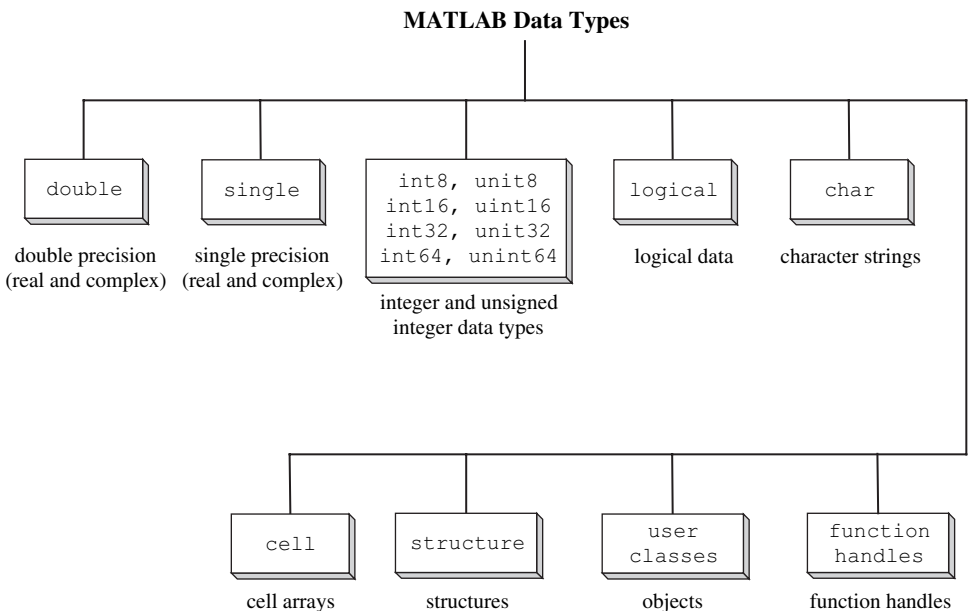 MATLAB Data Types
double
single
int8, unit8
int16, uint16
int32, unit32
int64, unint64
logical
char
double precision
(real and complex)
single precision
(real and complex)
integer and unsigned
integer data types
logical data
character strings
cell
structure
user
classes
function
handles
cell arrays
structures
objects
function handles